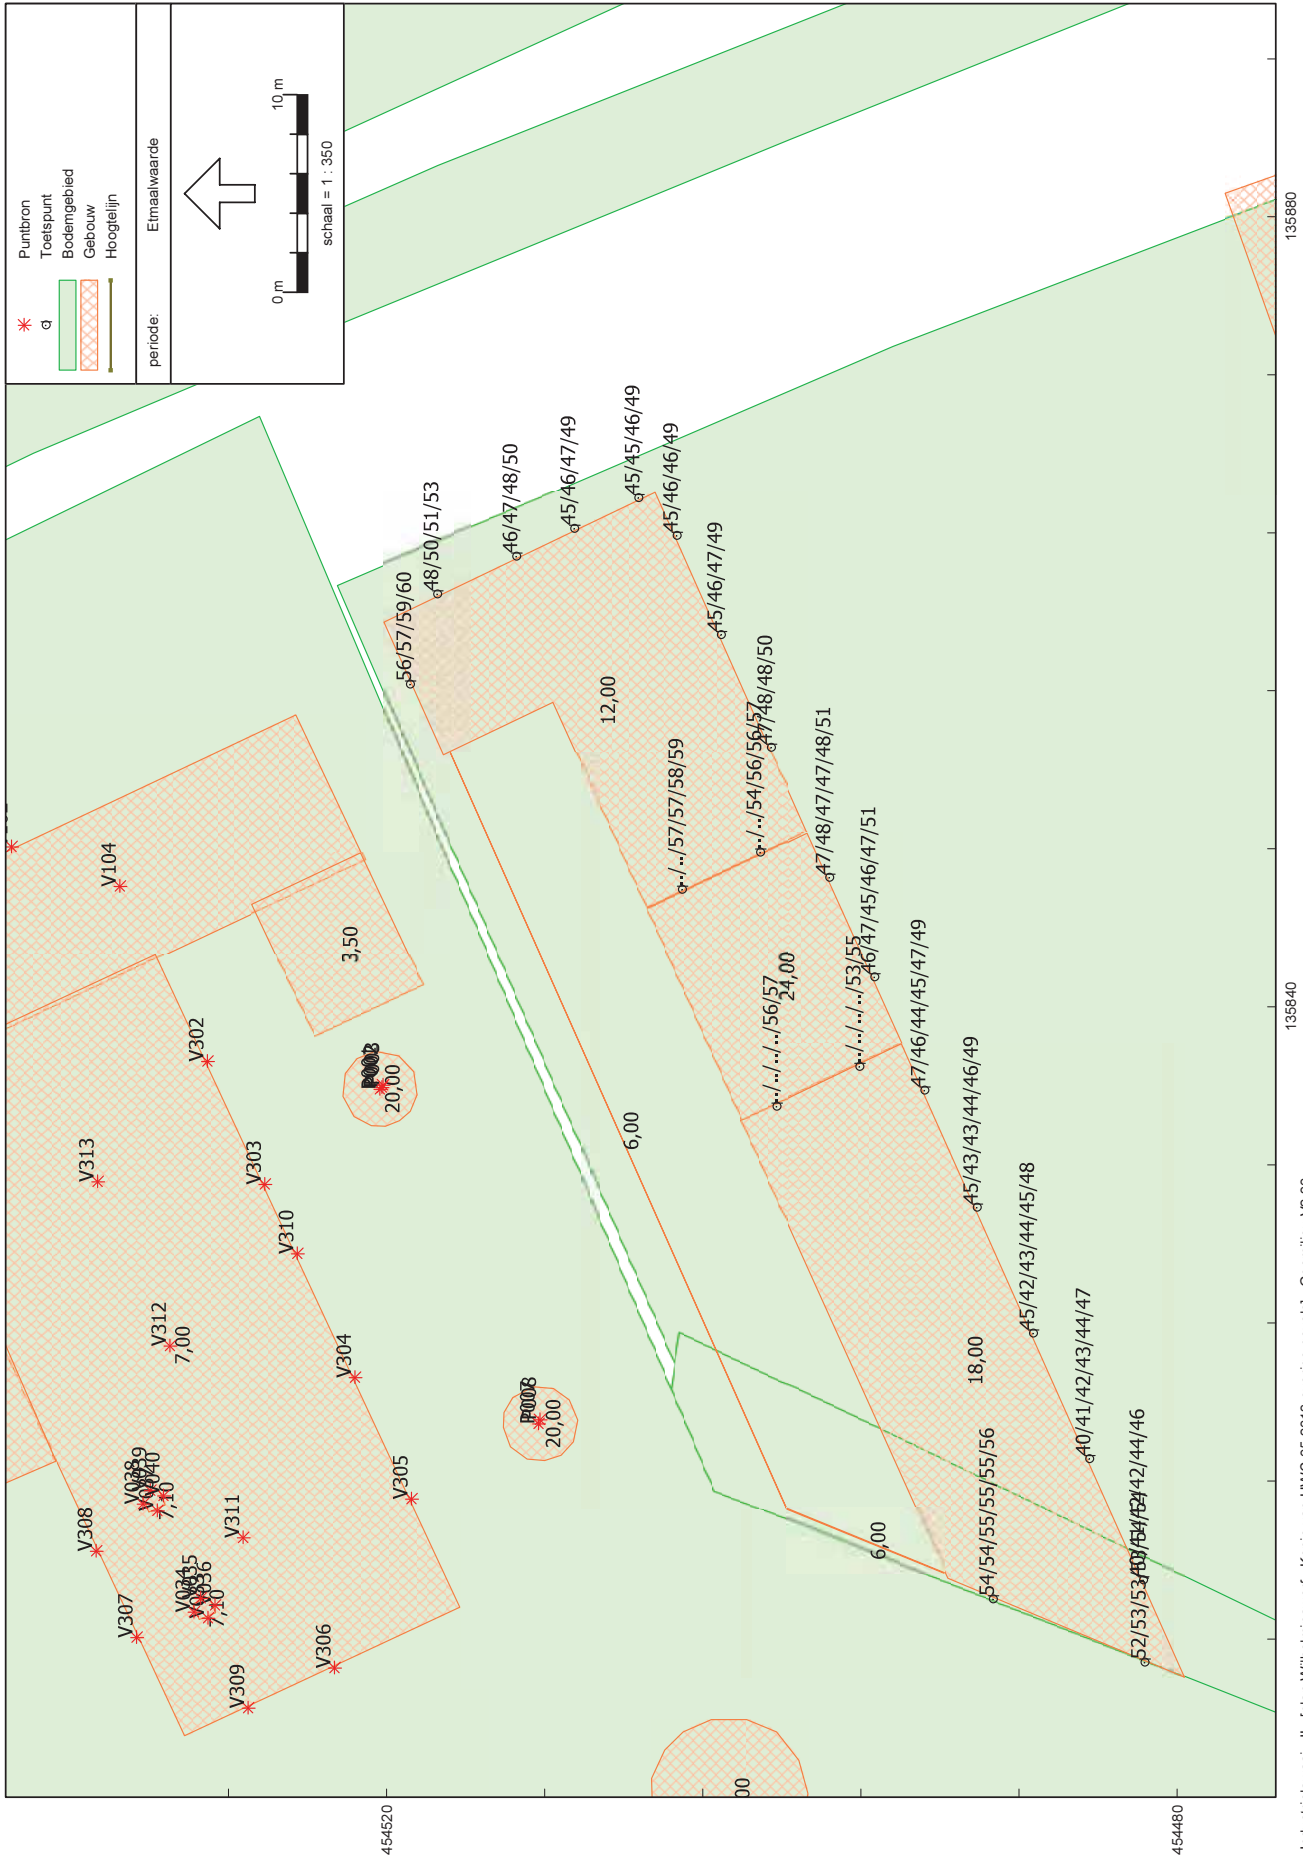 Puntbron
Toetspunt
Bodemgebied
Gebouw
Hoogtelijn
periode: Etmaalwaarde
0 m
10 m
schaal = 1 : 350
V104
3,50
V302
V313
V303
V310
V312
7,00
V304
V305
V308
7,10
V311
V307
7,10
V306
V309
20,00
20,00
56/57/59/60
48/50/51/53
46/47/48/50
45/46/47/49
45/45/46/49
45/46/46/49
45/46/47/49
12,00
47/48/48/50
--/--/54/56/56/57
--/--/57/57/58/59
47/48/47/47/48/51
24,00
--/--/--/--/56/57
--/--/--/--/53/55
46/47/45/46/47/51
47/46/44/45/47/49
45/43/43/44/46/49
45/42/43/44/45/48
40/41/42/43/44/47
18,00
54/54/55/55/55/56
6,00
6,00
454520
454480
135880
135840